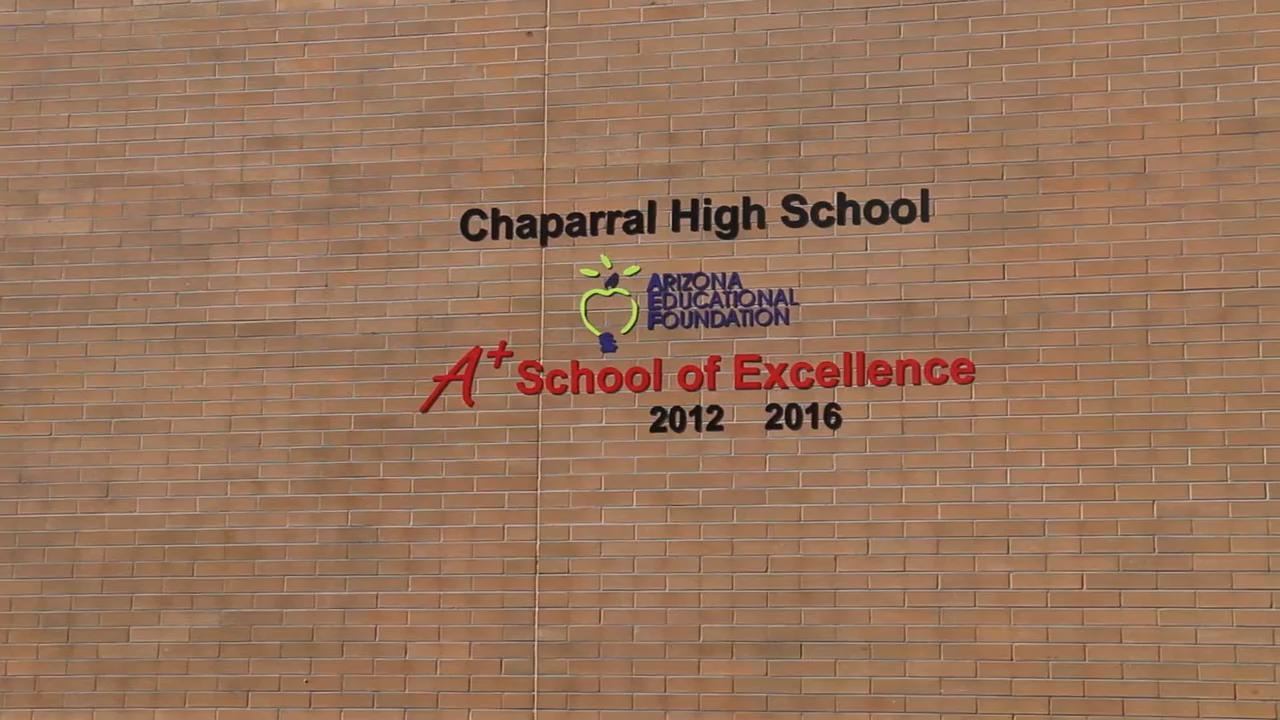 Chaparral High School
ARIZONA
EDUCATIONAL
FOUNDATION
A+ School of Excellence
2012 2016